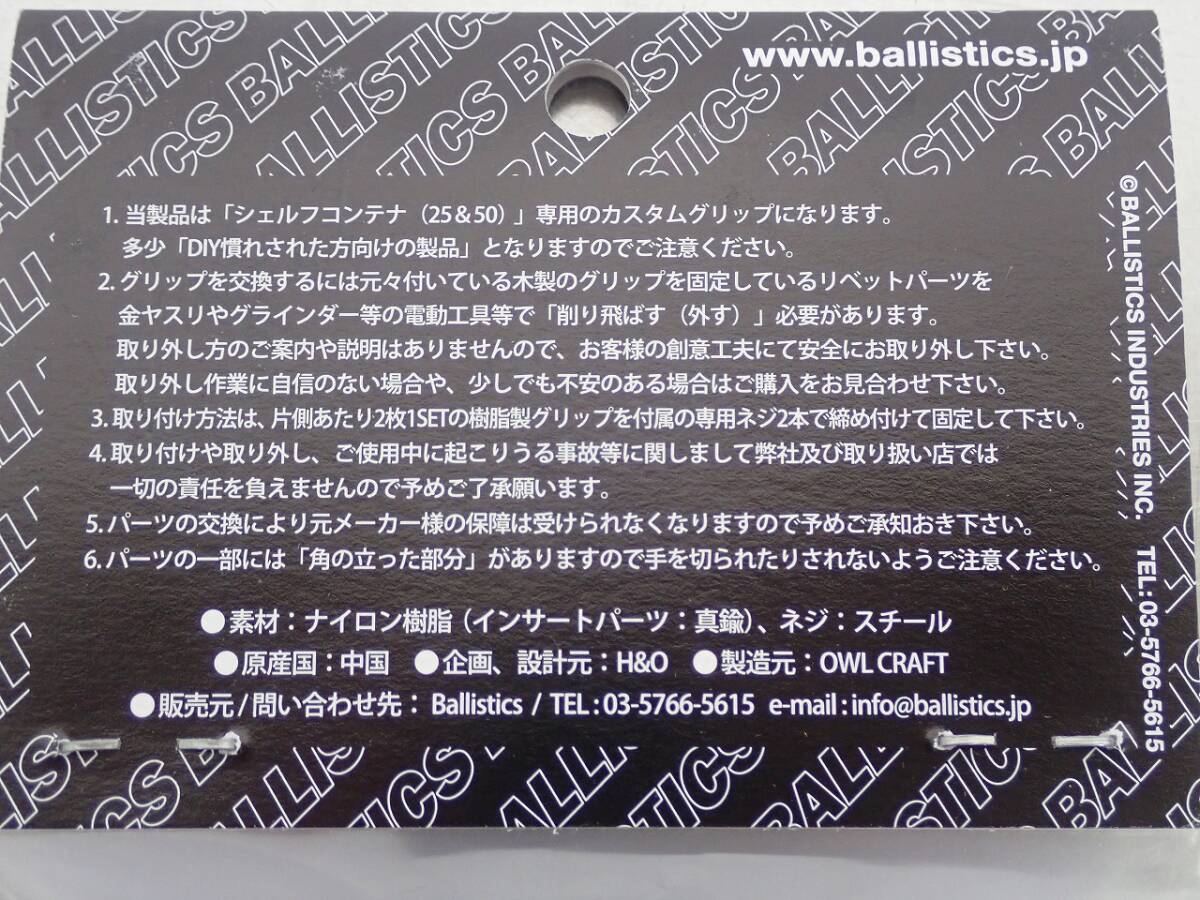 www.ballistics.jp
1. 当製品は「シェルフコンテナ（25&50）」専用のカスタムグリップになります。
多少「DIY慣れされた方向けの製品」となりますのでご注意ください。
2. グリップを交換するには元々付いている木製のグリップを固定しているリベットパーツを
金ヤスリやグラインダー等の電動工具等で「削り飛ばす（外す）」必要があります。
取り外し方のご案内や説明はありませんので、お客様の創意工夫にて安全にお取り外し下さい。
取り外し作業に自信のない場合や、少しでも不安のある場合はご購入をお見合わせ下さい。
3. 取り付け方法は、片側あたり2枚1SETの樹脂製グリップを付属の専用ネジ2本で締め付けて固定して下さい。
4. 取り付けや取り外し、ご使用中に起こりうる事故等に関しまして弊社及び取り扱い店では
一切の責任を負えませんので予めご了承願います。
5. パーツの交換により元メーカー様の保障は受けられなくなりますので予めご承知おき下さい。
6. パーツの一部には「角の立った部分」がありますので手を切られたりされないようご注意ください。
●素材：ナイロン樹脂（インサートパーツ：真鍮）、ネジ：スチール
●原産国：中国 ●企画、設計元：H&O ●製造元：OWL CRAFT
●販売元/問い合わせ先： Ballistics / TEL:03-5766-5615 e-mail:info@ballistics.jp
©BALLISTICS INDUSTRIES INC. TEL:03-5766-5615
BALLISTICS BALLISTICS